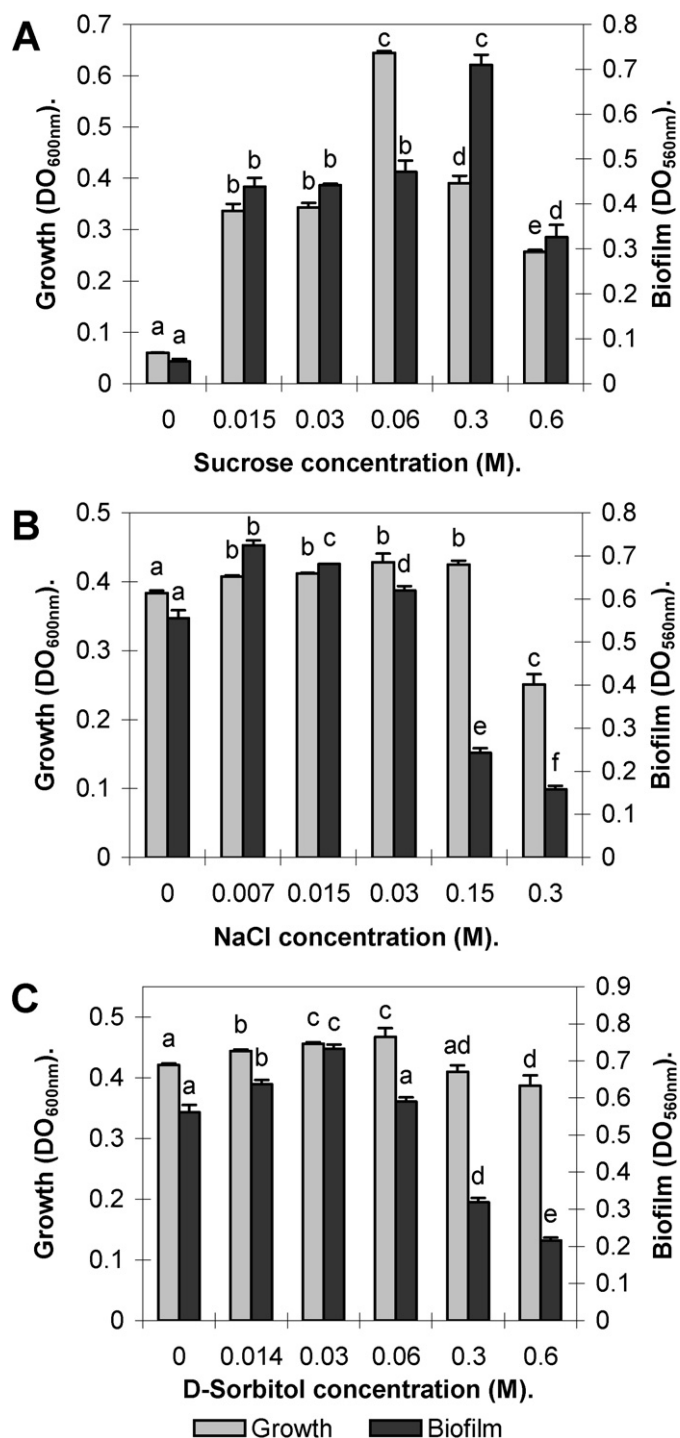 A
Growth (DO600nm).
0.7
0.6
0.5
0.4
0.3
0.2
0.1
0
a a b b b b c b d c e d
0.8
0.7
0.6
0.5
0.4
0.3
0.2
0.1
0
Biofilm (DO560nm).
0 0.015 0.03 0.06 0.3 0.6
Sucrose concentration (M).
B
Growth (DO600nm).
0.5
0.4
0.3
0.2
0.1
0
a a b b b c b d b e c f
0.8
0.7
0.6
0.5
0.4
0.3
0.2
0.1
0
Biofilm (DO560nm).
0 0.007 0.015 0.03 0.15 0.3
NaCl concentration (M).
C
Growth (DO600nm).
0.5
0.4
0.3
0.2
0.1
0
a a b b c c c a ad d d e
0.9
0.8
0.7
0.6
0.5
0.4
0.3
0.2
0.1
0
Biofilm (DO560nm).
0 0.014 0.03 0.06 0.3 0.6
D-Sorbitol concentration (M).
Growth Biofilm